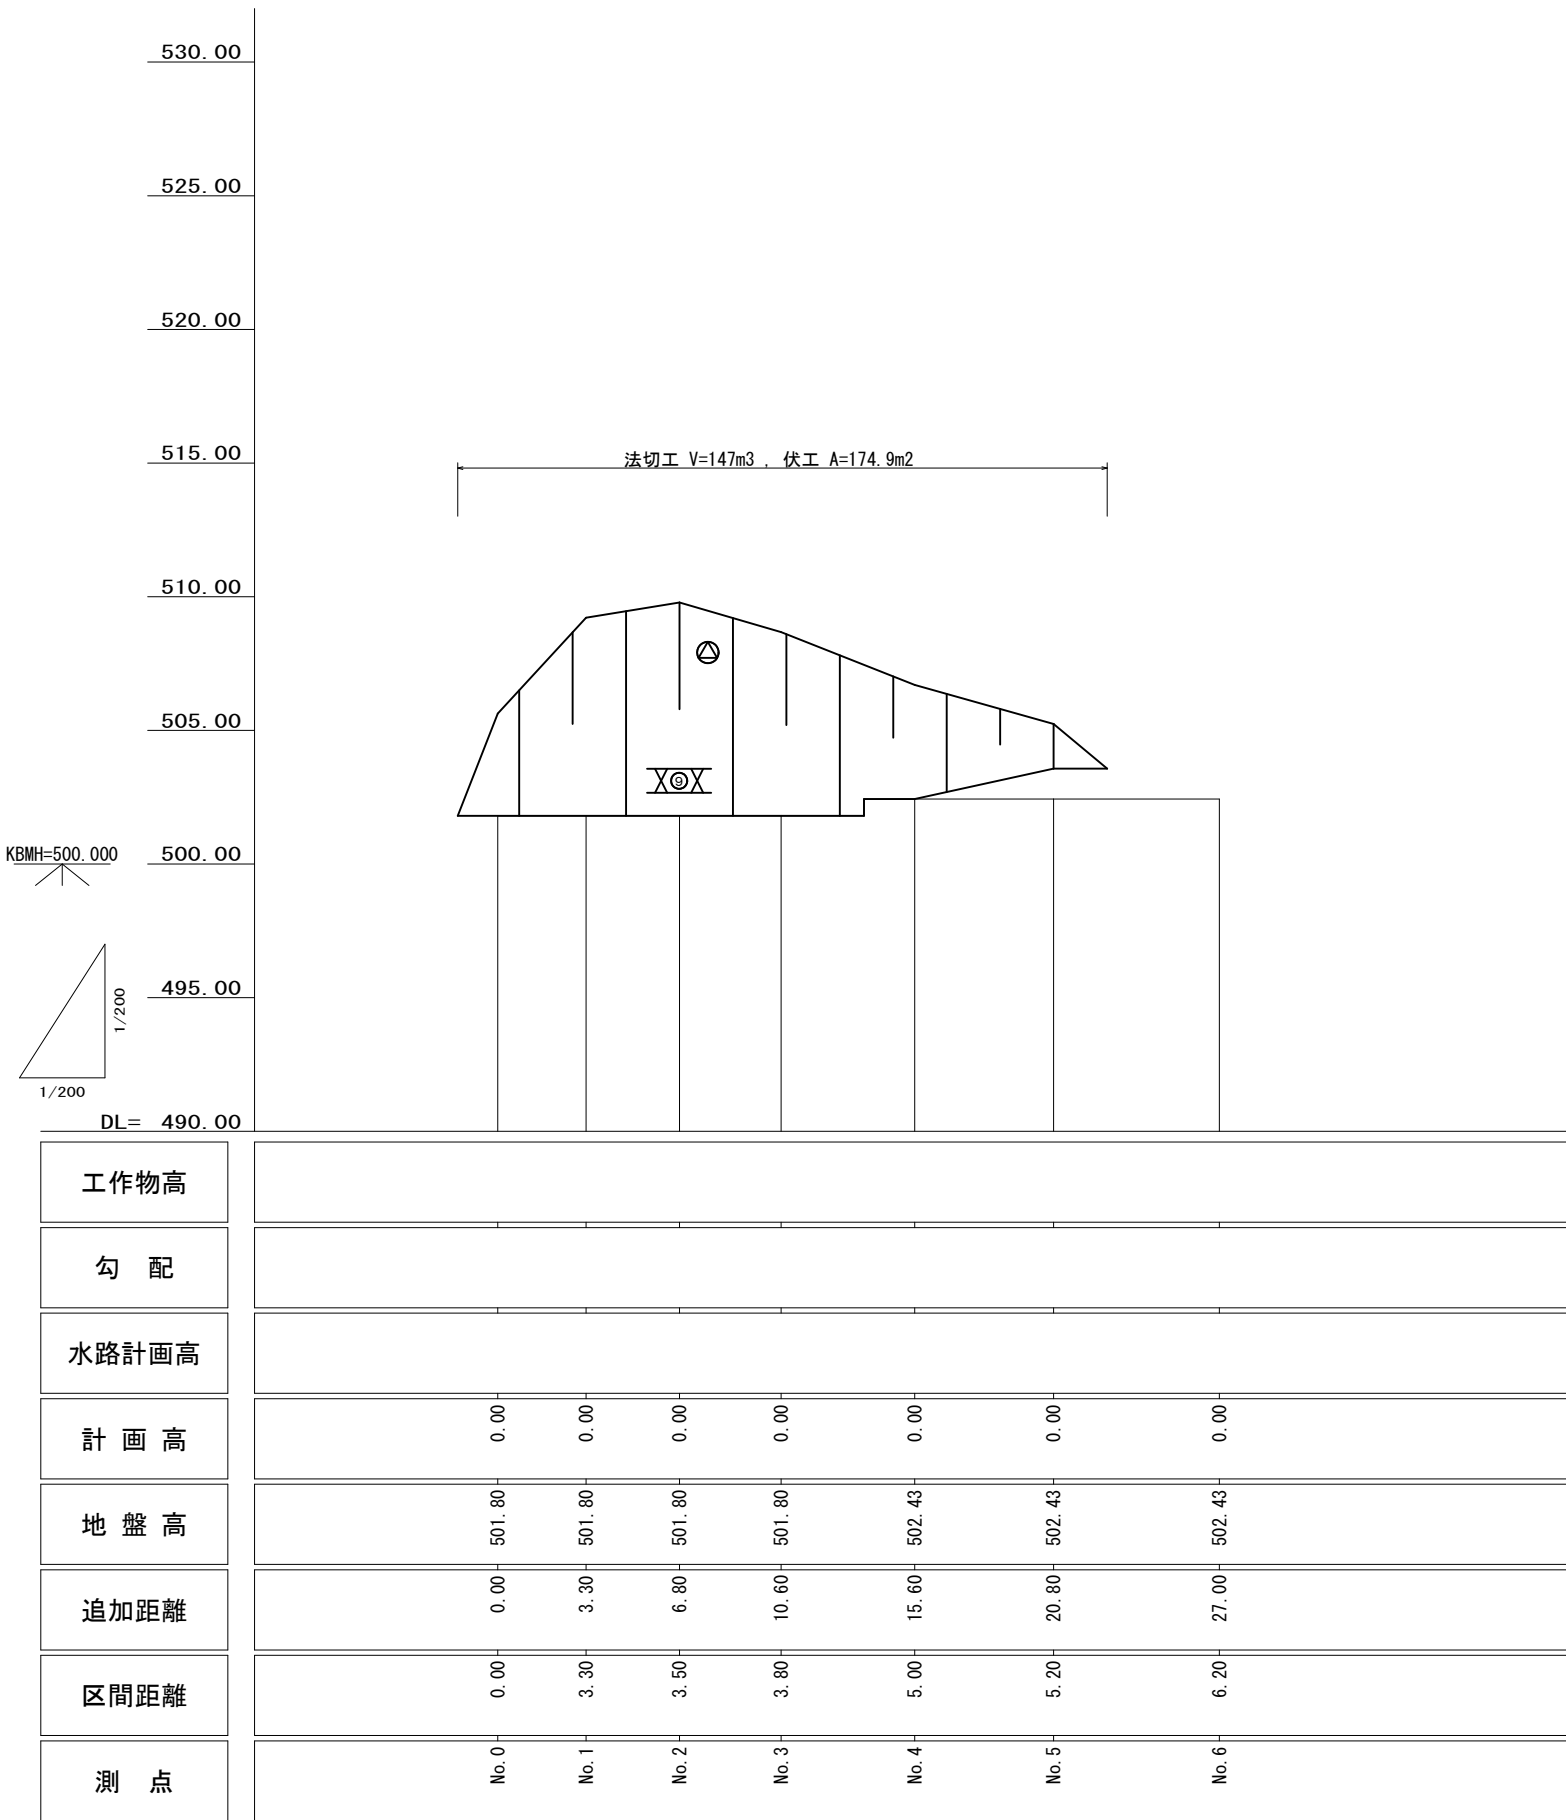 530.00
525.00
520.00
515.00
法切工 V=147m3 , 伏工 A=174.9m2
510.00
505.00
9
KBMH=500.000
500.00
495.00
1/200
1/200
DL= 490.00
工作物高
勾 配
水路計画高
計 画 高 0.00 0.00 0.00 0.00 0.00 0.00 0.00
地 盤 高 501.80 501.80 501.80 501.80 502.43 502.43 502.43
追加距離 0.00 3.30 6.80 10.60 15.60 20.80 27.00
区間距離 0.00 3.30 3.50 3.80 5.00 5.20 6.20
測 点 No.0 No.1 No.2 No.3 No.4 No.5 No.6